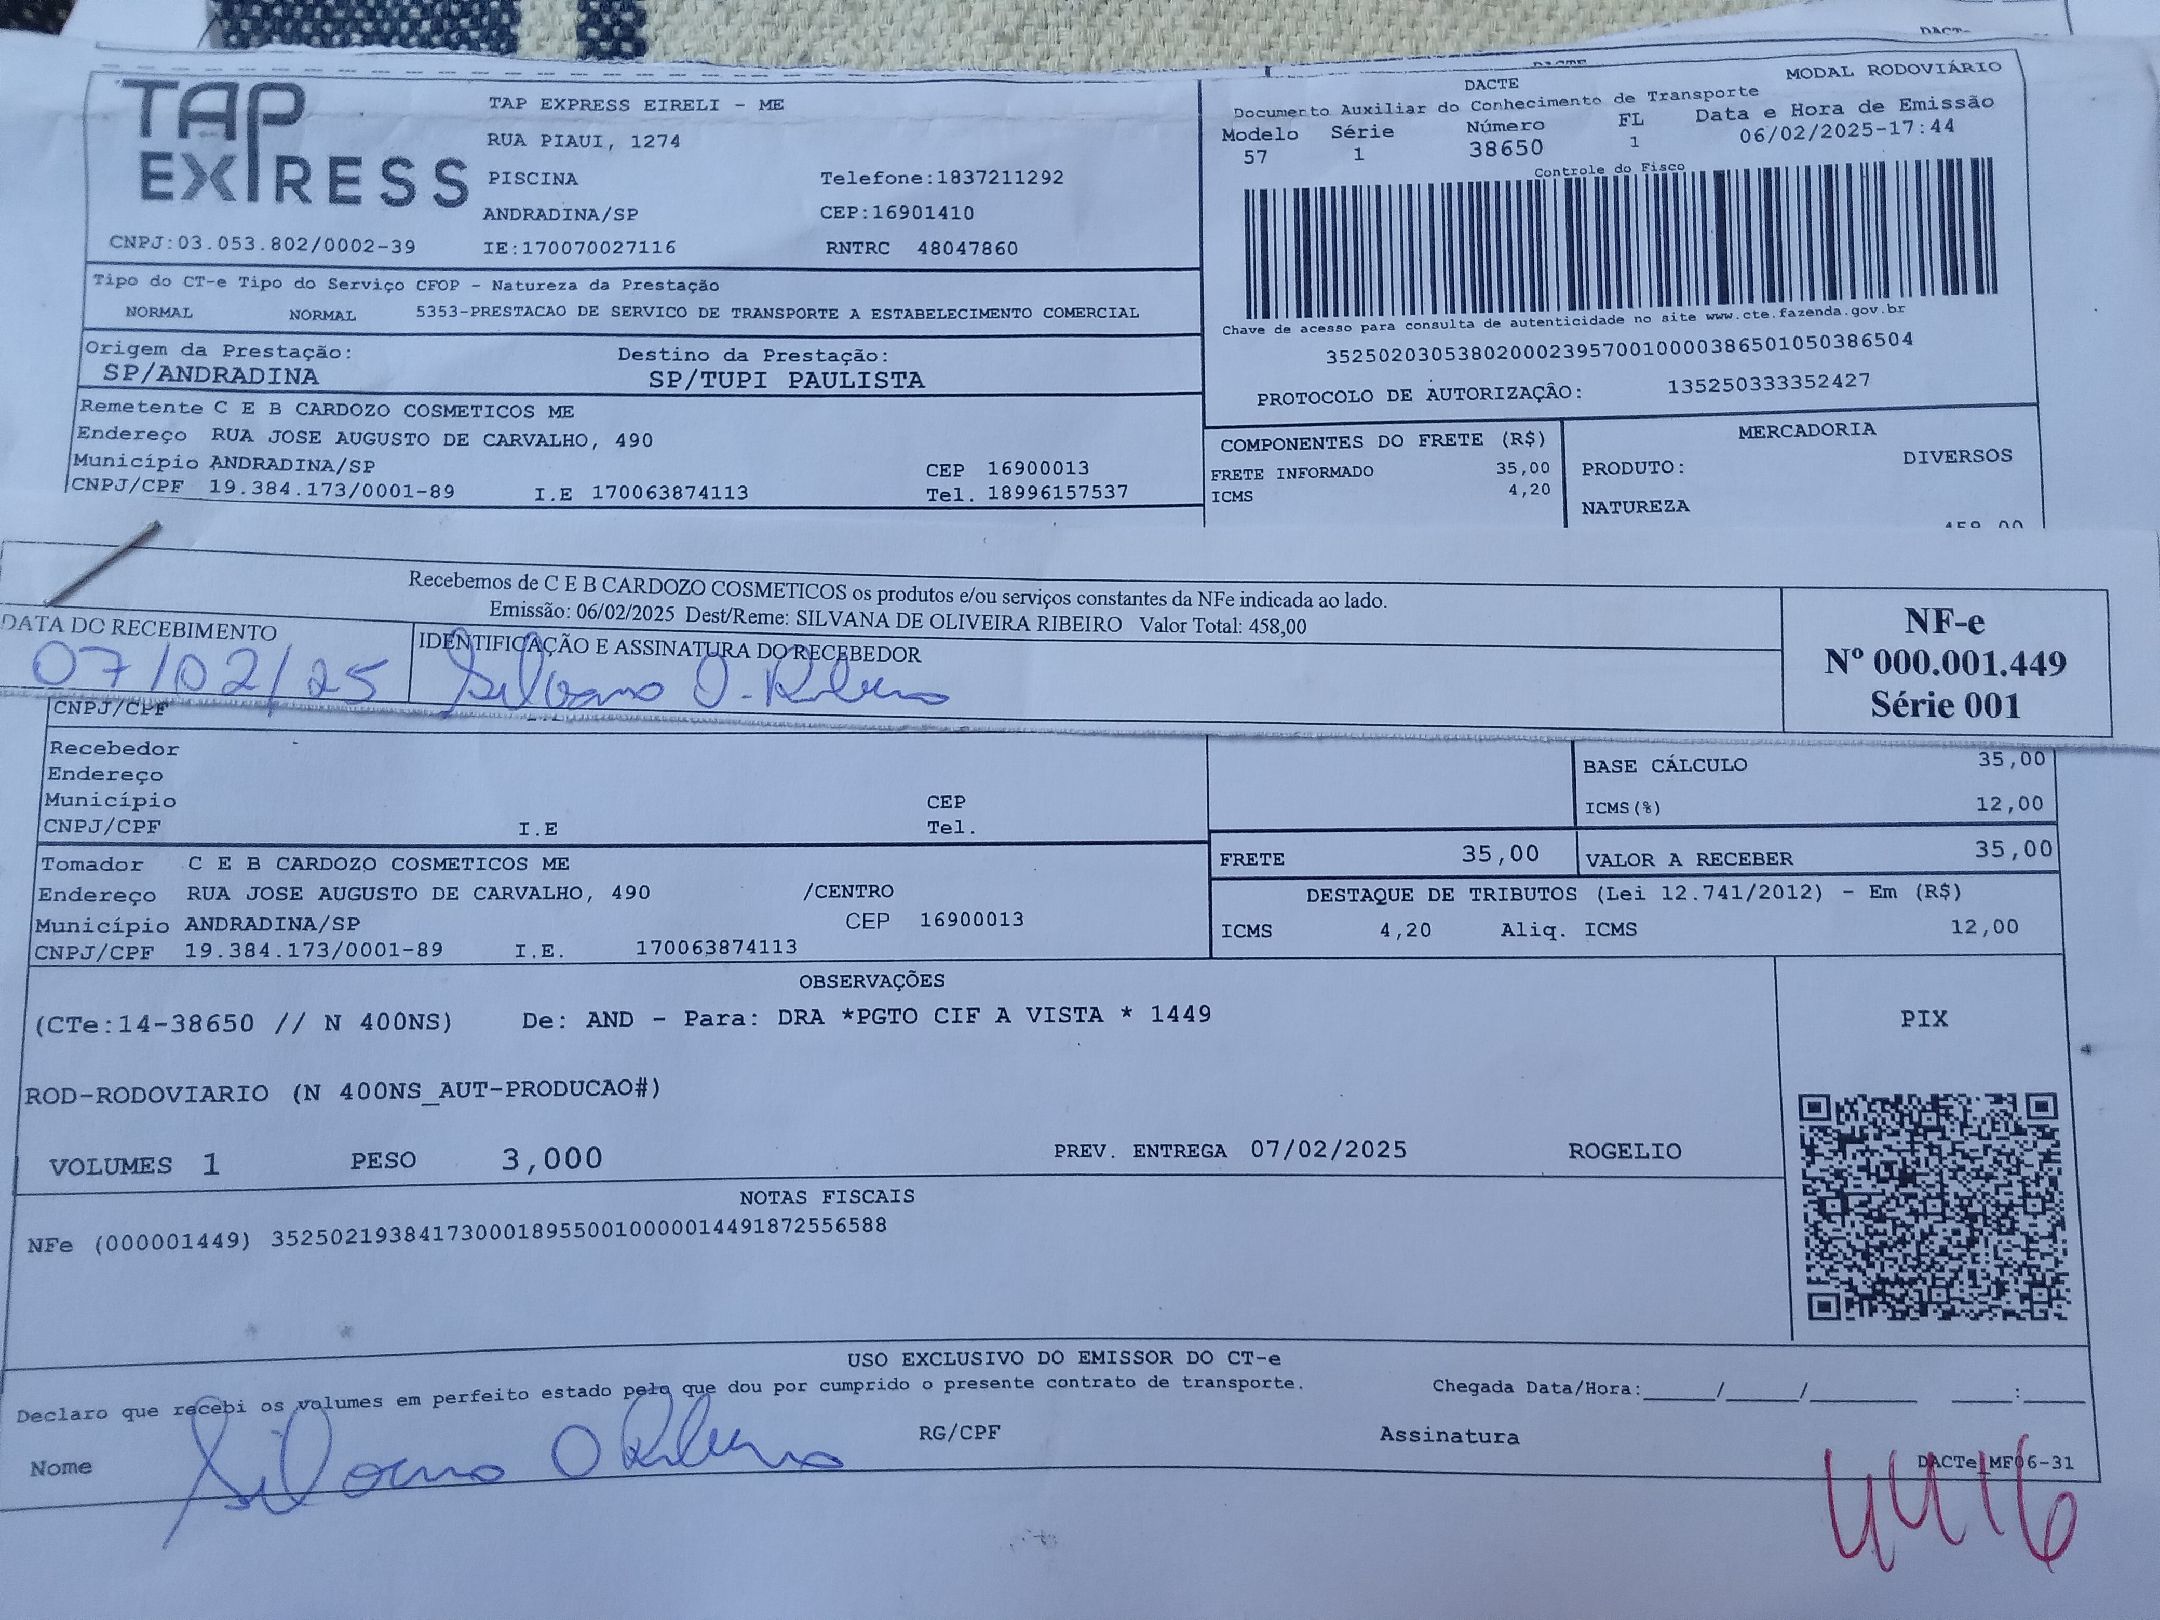 TAP EXPRESS
TAP EXPRESS EIRELI - ME
RUA PIAUI, 1274
PISCINA Telefone:1837211292
ANDRADINA/SP CEP:16901410
CNPJ:03.053.802/0002-39 IE:170070027116 RNTRC 48047860
DACTE MODAL RODOVIÁRIO
Documento Auxiliar do Conhecimento de Transporte
Modelo Série Número FL Data e Hora de Emissão
57 1 38650 1 06/02/2025-17:44
Controle do Fisco
Chave de acesso para consulta de autenticidade no site www.cte.fazenda.gov.br
35250203053802000239570010000386501050386504
PROTOCOLO DE AUTORIZAÇÃO: 135250333352427
Tipo do CT-e Tipo do Serviço CFOP - Natureza da Prestação
NORMAL NORMAL 5353-PRESTACAO DE SERVICO DE TRANSPORTE A ESTABELECIMENTO COMERCIAL
Origem da Prestação: Destino da Prestação:
SP/ANDRADINA SP/TUPI PAULISTA
Remetente C E B CARDOZO COSMETICOS ME
Endereço RUA JOSE AUGUSTO DE CARVALHO, 490
Município ANDRADINA/SP CEP 16900013
CNPJ/CPF 19.384.173/0001-89 I.E 170063874113 Tel. 18996157537
COMPONENTES DO FRETE (R$)
FRETE INFORMADO 35,00
ICMS 4,20
MERCADORIA
PRODUTO: DIVERSOS
NATUREZA
Recebemos de C E B CARDOZO COSMETICOS os produtos e/ou serviços constantes da NFe indicada ao lado.
Emissão: 06/02/2025 Dest/Reme: SILVANA DE OLIVEIRA RIBEIRO Valor Total: 458,00
DATA DO RECEBIMENTO IDENTIFICAÇÃO E ASSINATURA DO RECEBEDOR
07/02/25 Silvana O. Ribeiro
NF-e
Nº 000.001.449
Série 001
CNPJ/CPF
Recebedor
Endereço
Município CEP
CNPJ/CPF I.E Tel.
BASE CÁLCULO 35,00
ICMS(%) 12,00
FRETE 35,00 VALOR A RECEBER 35,00
Tomador C E B CARDOZO COSMETICOS ME
Endereço RUA JOSE AUGUSTO DE CARVALHO, 490 /CENTRO
Município ANDRADINA/SP CEP 16900013
CNPJ/CPF 19.384.173/0001-89 I.E. 170063874113
DESTAQUE DE TRIBUTOS (Lei 12.741/2012) - Em (R$)
ICMS 4,20 Aliq. ICMS 12,00
OBSERVAÇÕES
(CTe:14-38650 // N 400NS) De: AND - Para: DRA *PGTO CIF A VISTA * 1449
PIX
ROD-RODOVIARIO (N 400NS_AUT-PRODUCAO#)
VOLUMES 1 PESO 3,000 PREV. ENTREGA 07/02/2025 ROGELIO
NOTAS FISCAIS
NFe (000001449) 35250219384173000189550010000014491872556588
USO EXCLUSIVO DO EMISSOR DO CT-e
Declaro que recebi os volumes em perfeito estado pelo que dou por cumprido o presente contrato de transporte. Chegada Data/Hora:_____/_____/_______ ____:____
Nome Silvana O Ribeiro RG/CPF Assinatura
DACTe_MF06-31